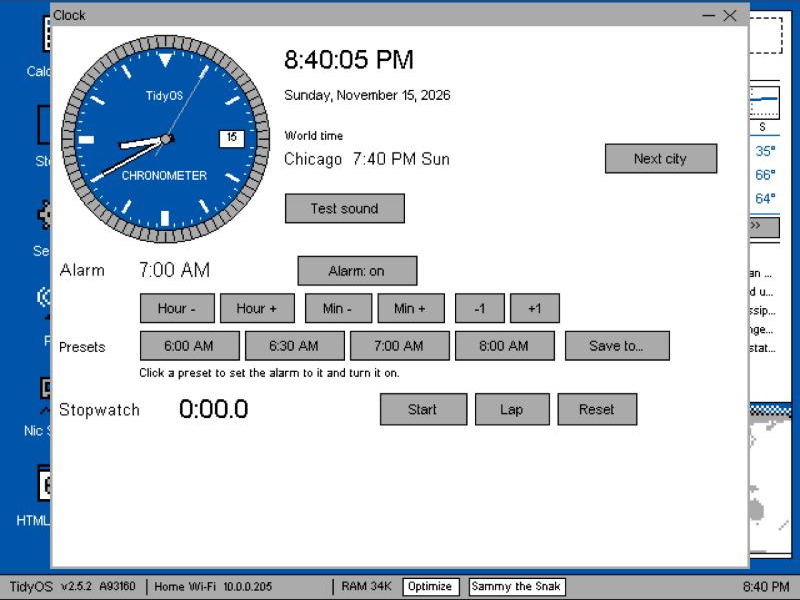 Clock
TidyOS
15
CHRONOMETER
8:40:05 PM
Sunday, November 15, 2026
World time
Chicago 7:40 PM Sun
Next city
Test sound
Alarm 7:00 AM Alarm: on
Hour - Hour + Min - Min + -1 +1
Presets 6:00 AM 6:30 AM 7:00 AM 8:00 AM Save to...
Click a preset to set the alarm to it and turn it on.
Stopwatch 0:00.0 Start Lap Reset
Nic
HTML
S
35°
66°
64°
>>
TidyOS v2.5.2 A93160 Home Wi-Fi 10.0.0.205 RAM 34K Optimize Sammy the Snak 8:40 PM